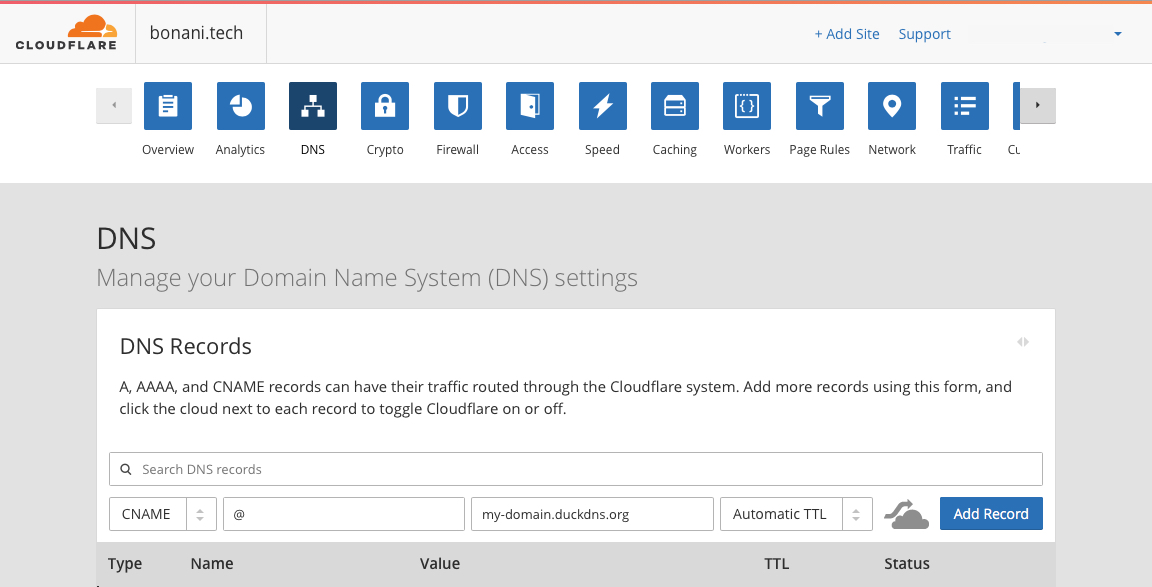 CLOUDFLARE
bonani.tech
+ Add Site
Support
Overview
Analytics
DNS
Crypto
Firewall
Access
Speed
Caching
Workers
Page Rules
Network
Traffic
Cu
DNS
Manage your Domain Name System (DNS) settings
DNS Records
A, AAAA, and CNAME records can have their traffic routed through the Cloudflare system. Add more records using this form, and
click the cloud next to each record to toggle Cloudflare on or off.
Search DNS records
CNAME
@
my-domain.duckdns.org
Automatic TTL
Add Record
Type
Name
Value
TTL
Status